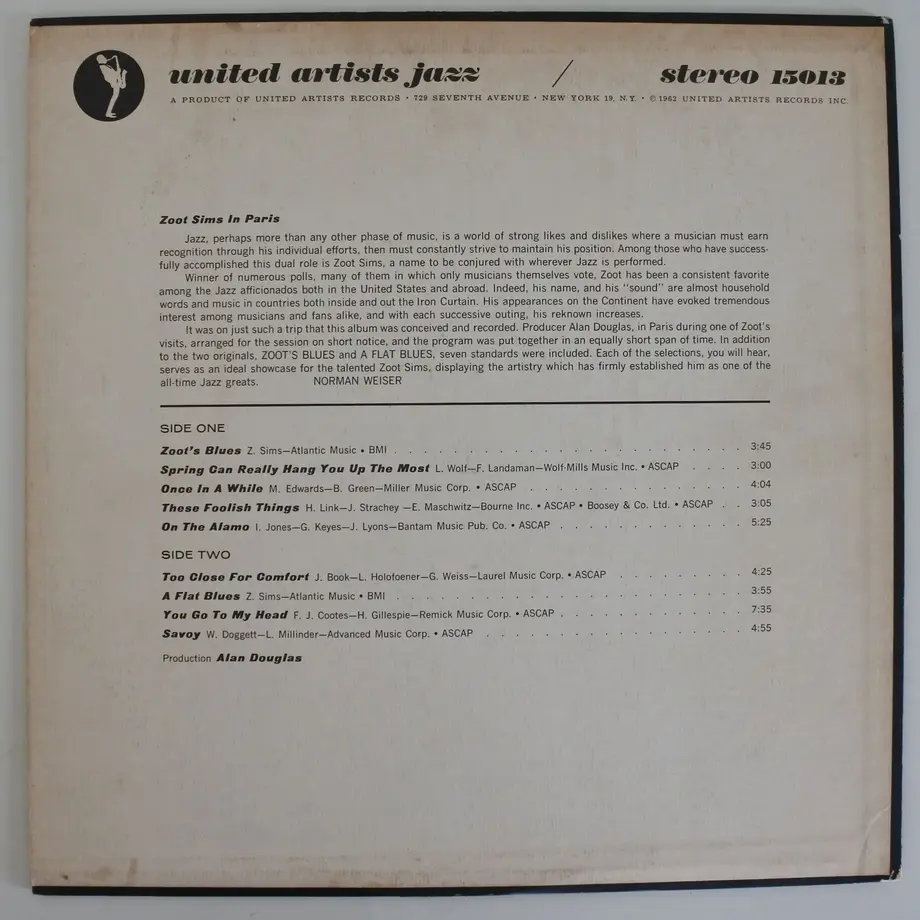 united artists jazz / stereo 15013
A PRODUCT OF UNITED ARTISTS RECORDS • 729 SEVENTH AVENUE • NEW YORK 19, N.Y. • © 1962 UNITED ARTISTS RECORDS INC.
Zoot Sims In Paris
Jazz, perhaps more than any other phase of music, is a world of strong likes and dislikes where a musician must earn
recognition through his individual efforts, then must constantly strive to maintain his position. Among those who have success-
fully accomplished this dual role is Zoot Sims, a name to be conjured with wherever Jazz is performed.
Winner of numerous polls, many of them in which only musicians themselves vote, Zoot has been a consistent favorite
among the Jazz afficionados both in the United States and abroad. Indeed, his name, and his "sound" are almost household
words and music in countries both inside and out the Iron Curtain. His appearances on the Continent have evoked tremendous
interest among musicians and fans alike, and with each successive outing, his reknown increases.
It was on just such a trip that this album was conceived and recorded. Producer Alan Douglas, in Paris during one of Zoot's
visits, arranged for the session on short notice, and the program was put together in an equally short span of time. In addition
to the two originals, ZOOT'S BLUES and A FLAT BLUES, seven standards were included. Each of the selections, you will hear,
serves as an ideal showcase for the talented Zoot Sims, displaying the artistry which has firmly established him as one of the
all-time Jazz greats. NORMAN WEISER
SIDE ONE
Zoot's Blues Z. Sims—Atlantic Music • BMI . . . . . . . . . . . . . . . . . . . . . 3:45
Spring Can Really Hang You Up The Most L. Wolf—F. Landaman—Wolf-Mills Music Inc. • ASCAP . . . . 3:00
Once In A While M. Edwards—B. Green—Miller Music Corp. • ASCAP . . . . . . . . . . . . . 4:04
These Foolish Things H. Link—J. Strachey —E. Maschwitz—Bourne Inc. • ASCAP • Boosey & Co. Ltd. • ASCAP . . 3:05
On The Alamo I. Jones—G. Keyes—J. Lyons—Bantam Music Pub. Co. • ASCAP . . . . . . . . . . . 5:25
SIDE TWO
Too Close For Comfort J. Book—L. Holofoener—G. Weiss—Laurel Music Corp. • ASCAP . . . . . . . . 4:25
A Flat Blues Z. Sims—Atlantic Music • BMI . . . . . . . . . . . . . . . . . . . . . 3:55
You Go To My Head F. J. Cootes—H. Gillespie—Remick Music Corp. • ASCAP . . . . . . . . . . . 7:35
Savoy W. Doggett—L. Millinder—Advanced Music Corp. • ASCAP . . . . . . . . . . . . . . . 4:55
Production Alan Douglas